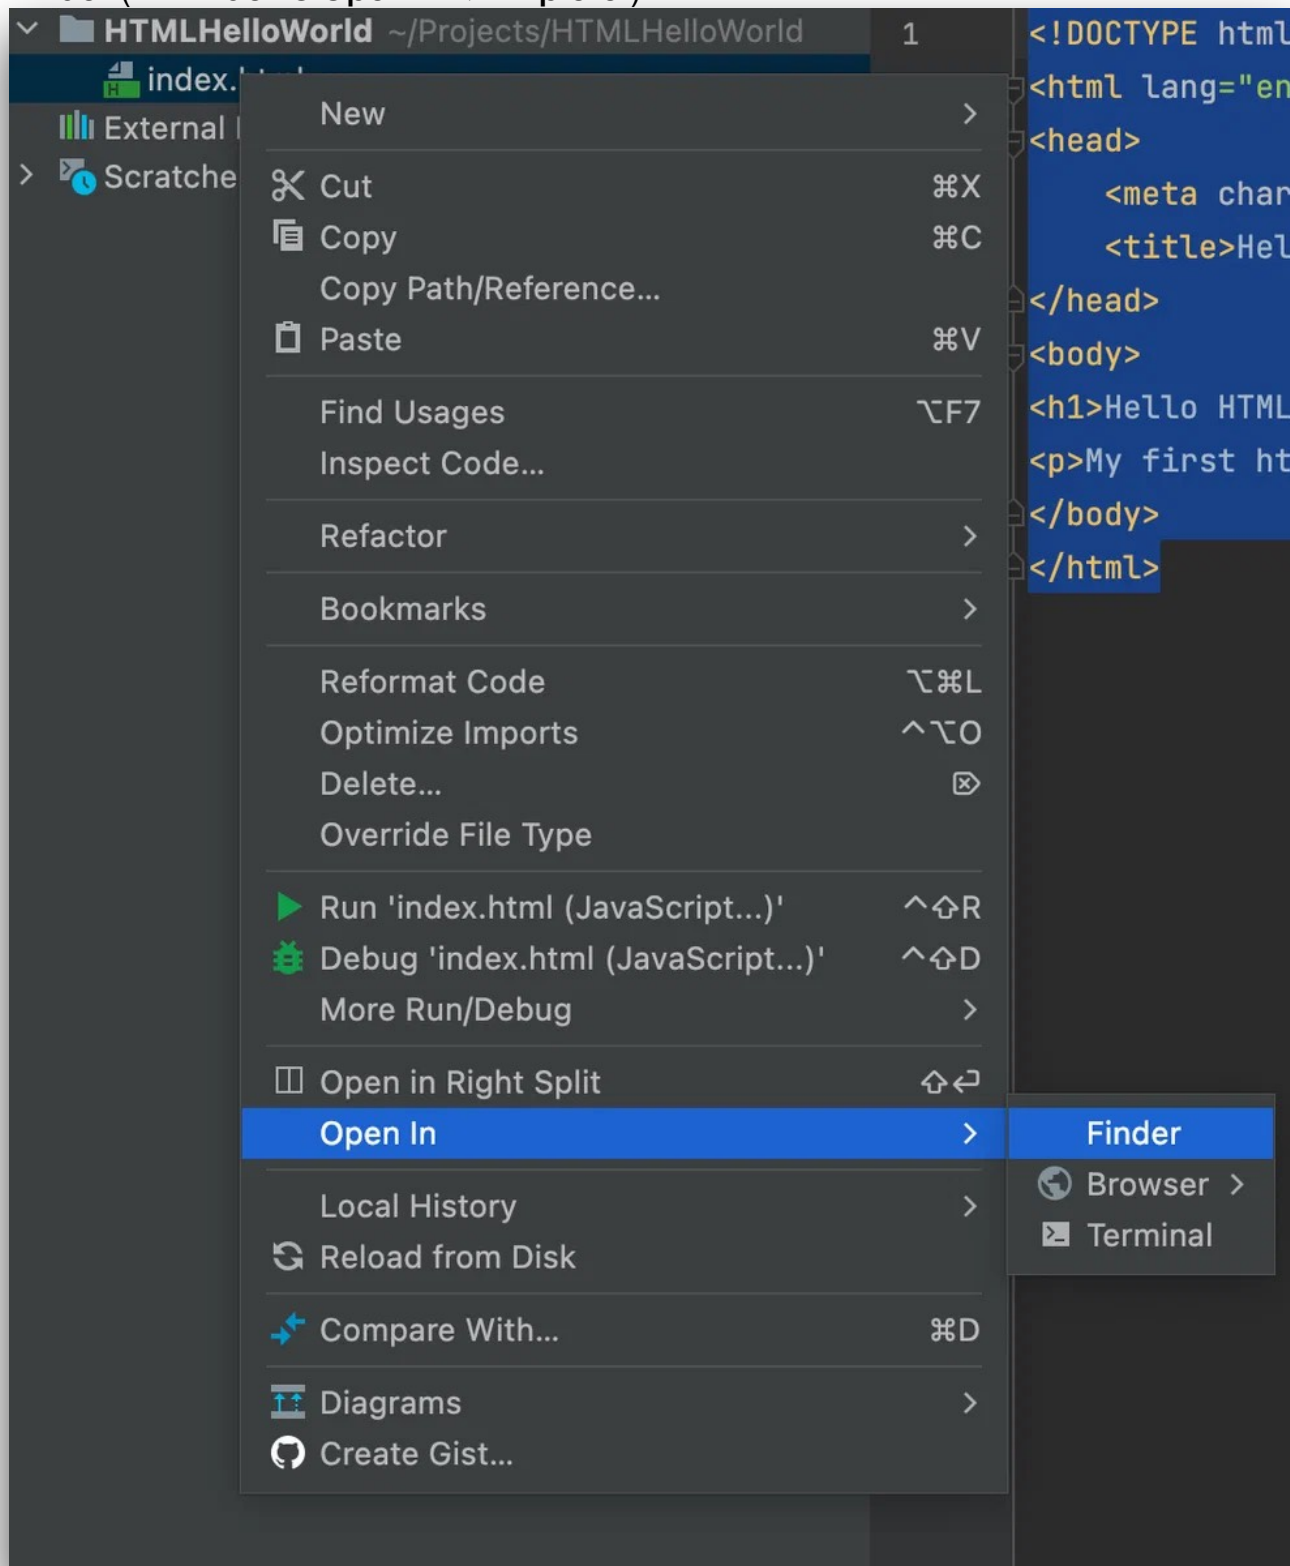 HTMLHelloWorld ~/Projects/HTMLHelloWorld
index.
External
Scratche
New
Cut ⌘X
Copy ⌘C
Copy Path/Reference...
Paste ⌘V
Find Usages ⌥F7
Inspect Code...
Refactor
Bookmarks
Reformat Code ⌥⌘L
Optimize Imports ^⌥O
Delete... ⌦
Override File Type
Run 'index.html (JavaScript...)' ^⇧R
Debug 'index.html (JavaScript...)' ^⇧D
More Run/Debug
Open in Right Split ⇧↩
Open In
Local History
Reload from Disk
Compare With... ⌘D
Diagrams
Create Gist...
Finder
Browser
Terminal
1 <!DOCTYPE html
<html lang="en
<head>
<meta char
<title>Hel
</head>
<body>
<h1>Hello HTML
<p>My first ht
</body>
</html>